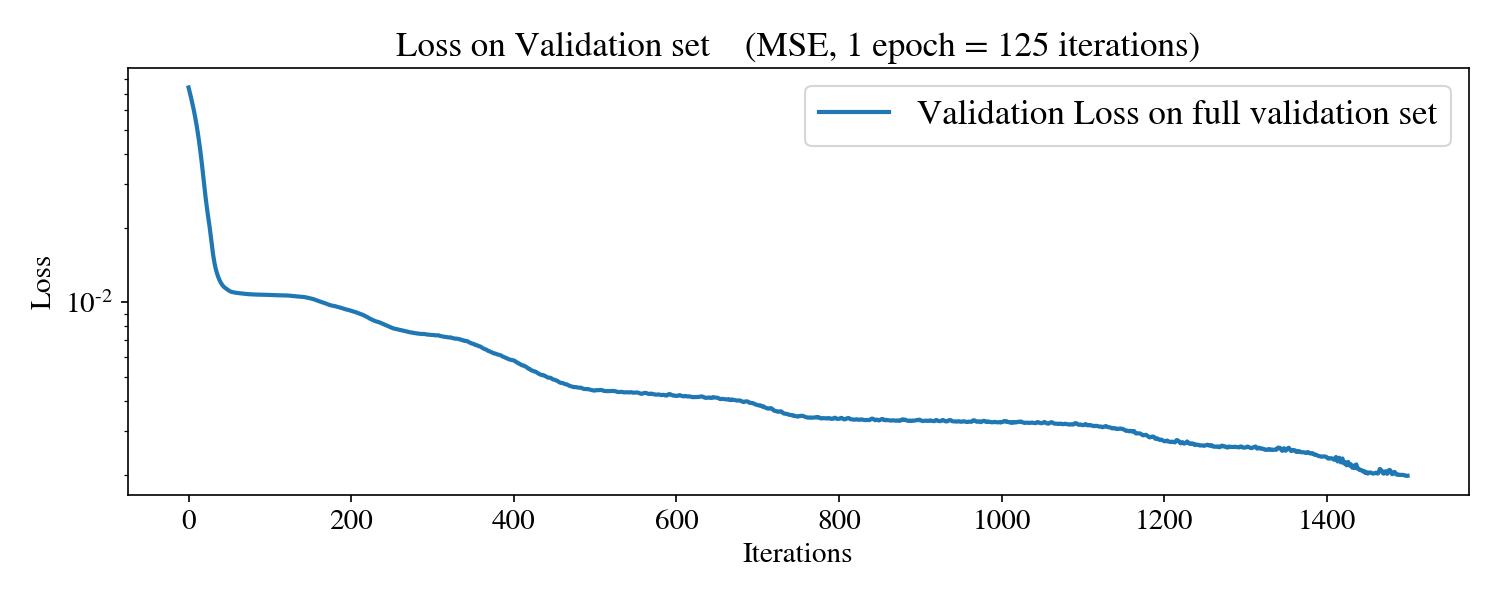 Loss on Validation set (MSE, 1 epoch = 125 iterations)
Validation Loss on full validation set
Loss
10⁻²
0 200 400 600 800 1000 1200 1400
Iterations